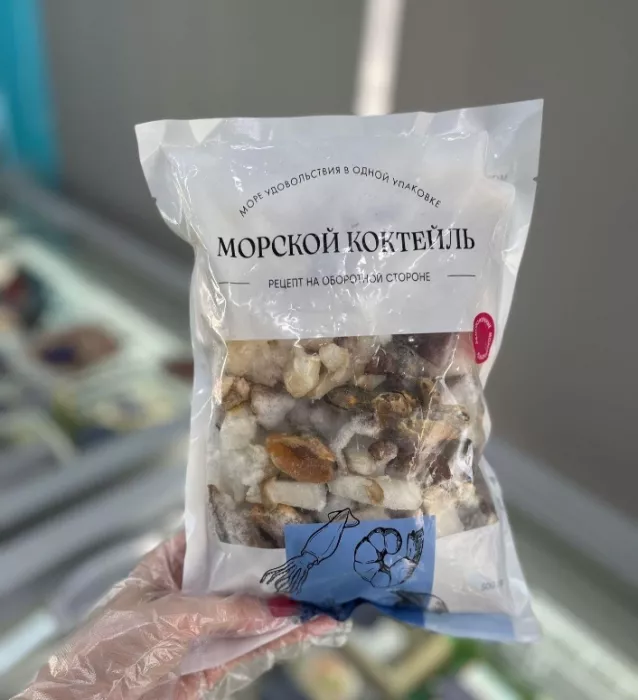 МОРЕ УДОВОЛЬСТВИЯ В ОДНОЙ УПАКОВКЕ
МОРСКОЙ КОКТЕЙЛЬ
РЕЦЕПТ НА ОБОРОТНОЙ СТОРОНЕ